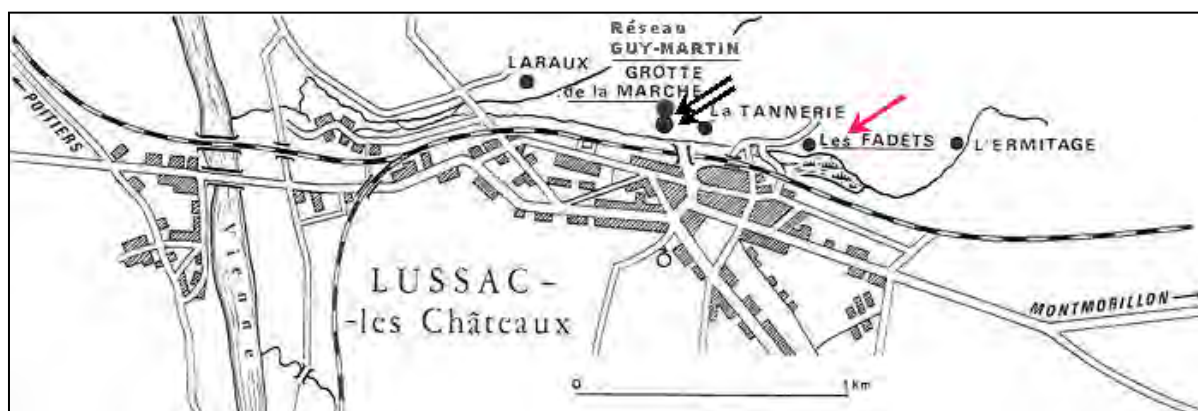 Réseau
GUY-MARTIN
GROTTE
de la MARCHE
LARAUX
La TANNERIE
Les FADETS
L'ERMITAGE
POITIERS
Vienne
LUSSAC -
-les Châteaux
MONTMORILLON
0 1 Km